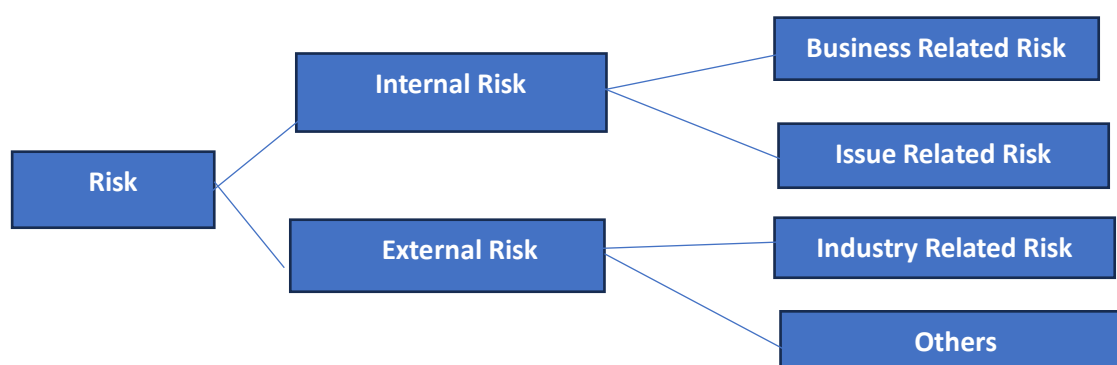 Business Related Risk
Internal Risk
Issue Related Risk
Risk
External Risk
Industry Related Risk
Others